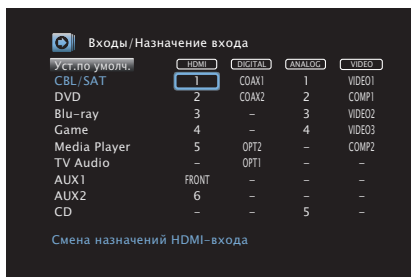 Входы/Назначение входа
Уст.по умолч. HDMI DIGITAL ANALOG VIDEO
CBL/SAT 1 COAX1 1 VIDEO1
DVD 2 COAX2 2 COMP1
Blu-ray 3 – 3 VIDEO2
Game 4 – 4 VIDEO3
Media Player 5 OPT2 – COMP2
TV Audio – OPT1 – –
AUX1 FRONT – – –
AUX2 6 – – –
CD – – 5 –
Смена назначений HDMI-входа